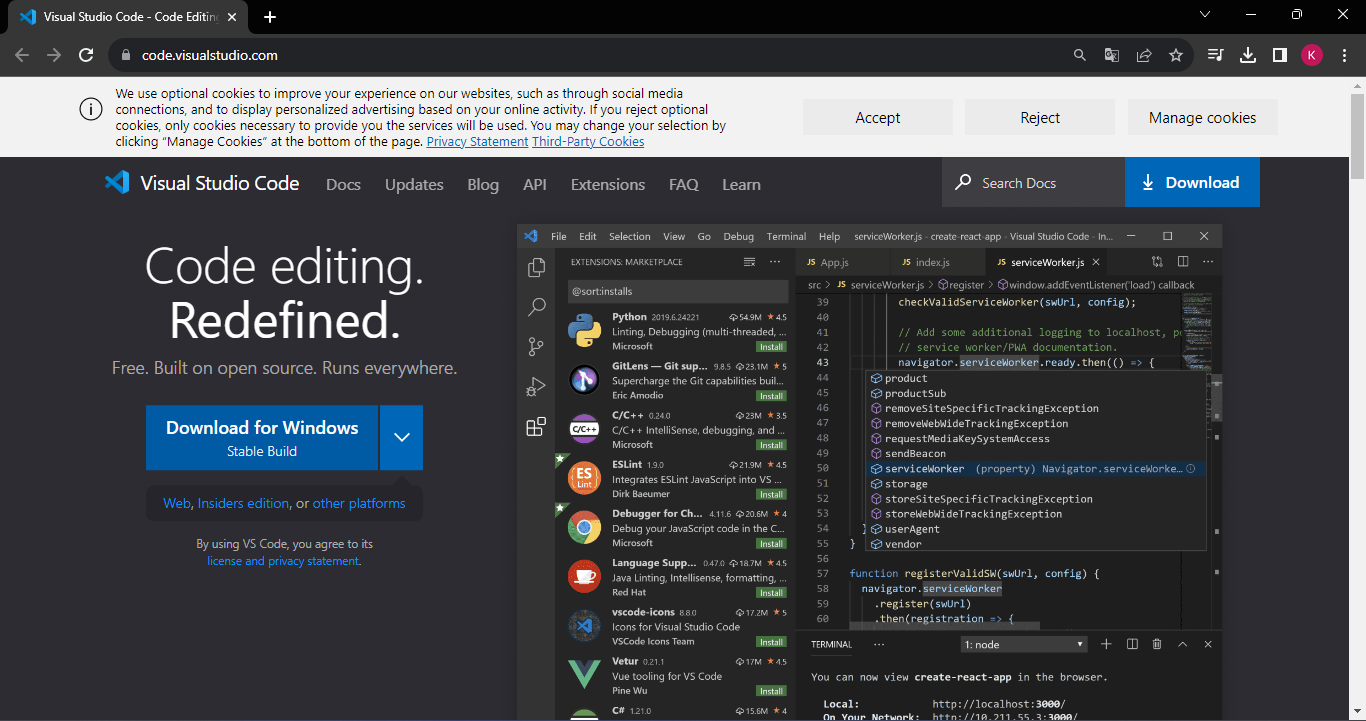 Visual Studio Code - Code Editing
code.visualstudio.com
K
We use optional cookies to improve your experience on our websites, such as through social media
connections, and to display personalized advertising based on your online activity. If you reject optional
cookies, only cookies necessary to provide you the services will be used. You may change your selection by
clicking "Manage Cookies" at the bottom of the page. Privacy Statement Third-Party Cookies
Accept
Reject
Manage cookies
Visual Studio Code
Docs
Updates
Blog
API
Extensions
FAQ
Learn
Search Docs
Download
Code editing.
Redefined.
Free. Built on open source. Runs everywhere.
Download for Windows
Stable Build
Web, Insiders edition, or other platforms
By using VS Code, you agree to its
license and privacy statement.
File Edit Selection View Go Debug Terminal Help serviceWorker.js - create-react-app - Visual Studio Code - In...
EXTENSIONS: MARKETPLACE
@sort:installs
Python 2019.6.24221 54.9M 4.5
Linting, Debugging (multi-threaded, ...
Microsoft Install
GitLens — Git sup... 9.8.5 23.1M 5
Supercharge the Git capabilities buil...
Eric Amodio Install
C/C++
C/C++ 0.24.0 23M 3.5
C/C++ IntelliSense, debugging, and ...
Microsoft Install
ES
Lint
ESLint 1.9.0 21.9M 4.5
Integrates ESLint JavaScript into VS ...
Dirk Baeumer Install
Debugger for Ch... 4.11.6 20.6M 4
Debug your JavaScript code in the C...
Microsoft Install
Language Supp... 0.47.0 18.7M 4.5
Java Linting, Intellisense, formatting, ...
Red Hat Install
vscode-icons 8.8.0 17.2M 5
Icons for Visual Studio Code
VSCode Icons Team Install
Vetur 0.21.1 17M 4.5
Vue tooling for VS Code
Pine Wu Install
C# 1.21.0 15.6M 4
JS App.js
JS index.js
JS serviceWorker.js
src > JS serviceWorker.js > register > window.addEventListener('load') callback
39 checkValidServiceWorker(swUrl, config);
40
41 // Add some additional logging to localhost, p
42 // service worker/PWA documentation.
43 navigator.serviceWorker.ready.then(() => {
44 product
45 productSub
46 removeSiteSpecificTrackingException
47 removeWebWideTrackingException
48 requestMediaKeySystemAccess
49 sendBeacon
50 serviceWorker (property) Navigator.serviceWorke...
51 storage
52 storeSiteSpecificTrackingException
53 storeWebWideTrackingException
54 } userAgent
55 } vendor
56
57 function registerValidSW(swUrl, config) {
58 navigator.serviceWorker
59 .register(swUrl)
60 .then(registration => {
TERMINAL ... 1: node
You can now view create-react-app in the browser.
Local: http://localhost:3000/
On Your Network: http://10.211.55.3:3000/